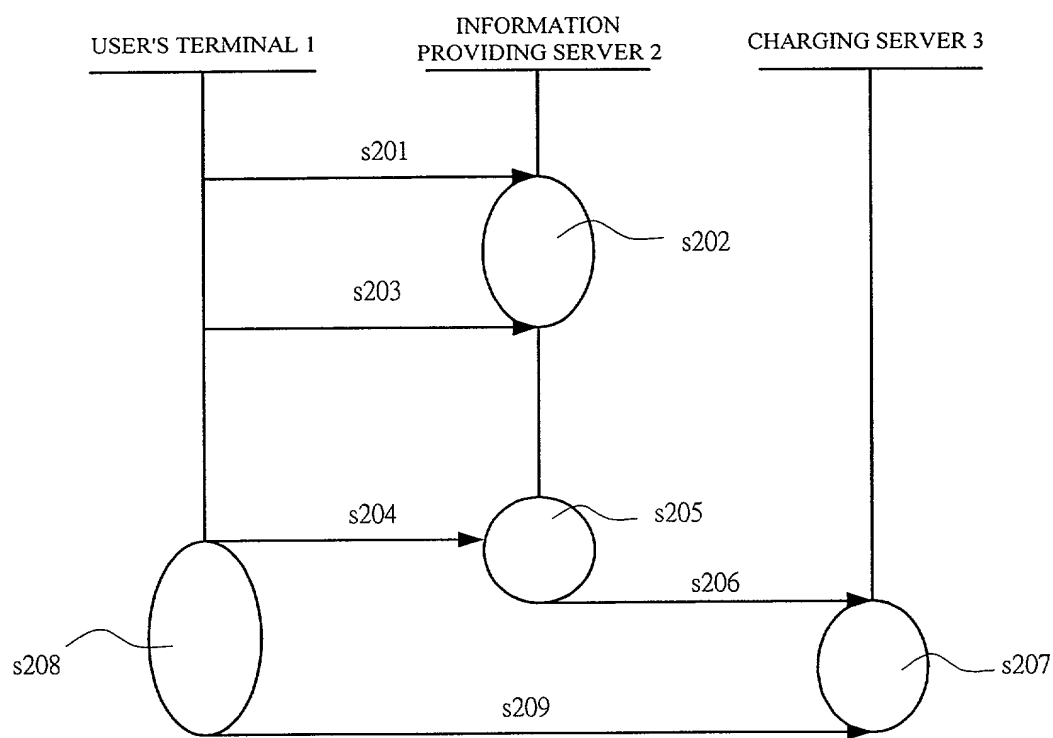 USER'S TERMINAL 1
INFORMATION
PROVIDING SERVER 2
CHARGING SERVER 3
s201
s202
s203
s204
s205
s206
s208
s207
s209